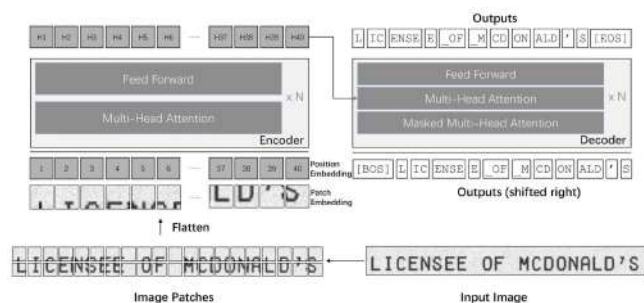 Outputs
H1 H2 H3 H4 H5 H6 ... H37 H38 H39 H40
L IC ENSE E _OF _M CD ON ALD ' S [EOS]
Feed Forward
Multi-Head Attention
x N
Encoder
Feed Forward
Multi-Head Attention
Masked Multi-Head Attention
x N
Decoder
1 2 3 4 5 6 ... 37 38 39 40
Position Embedding
[BOS] L IC ENSE E _OF _M CD ON ALD ' S
LICENSE ... LD'S
Patch Embedding
Outputs (shifted right)
Flatten
LICENSEE OF MCDONALD'S
LICENSEE OF MCDONALD'S
Image Patches
Input Image